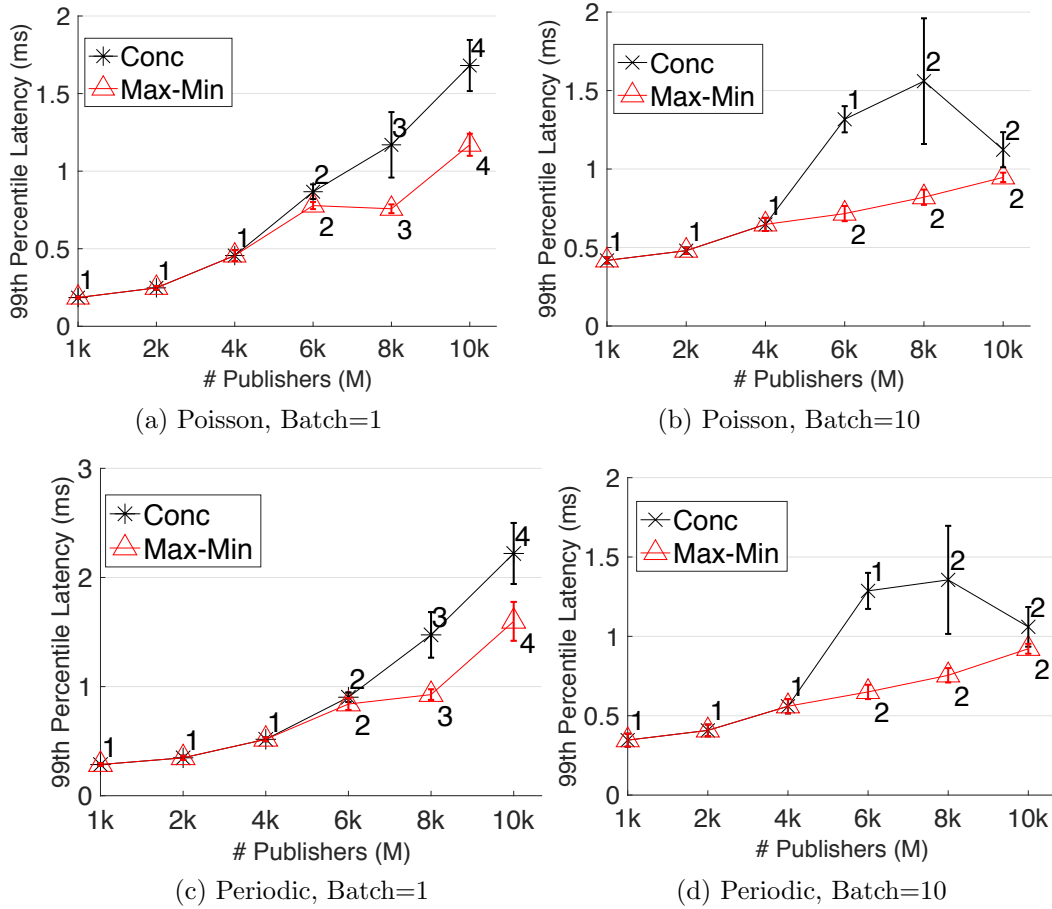 2
1.5
1
0.5
0
99th Percentile Latency (ms)
Conc
Max-Min
1
1
1
2
2
3
3
4
4
1k 2k 4k 6k 8k 10k
# Publishers (M)
(a) Poisson, Batch=1
2
1.5
1
0.5
0
99th Percentile Latency (ms)
Conc
Max-Min
1
1
1
1
2
2
2
2
2
1k 2k 4k 6k 8k 10k
# Publishers (M)
(b) Poisson, Batch=10
3
2
1
0
99th Percentile Latency (ms)
Conc
Max-Min
1
1
1
2
2
3
3
4
4
1k 2k 4k 6k 8k 10k
# Publishers (M)
(c) Periodic, Batch=1
2
1.5
1
0.5
0
99th Percentile Latency (ms)
Conc
Max-Min
1
1
1
1
2
2
2
2
2
1k 2k 4k 6k 8k 10k
# Publishers (M)
(d) Periodic, Batch=10